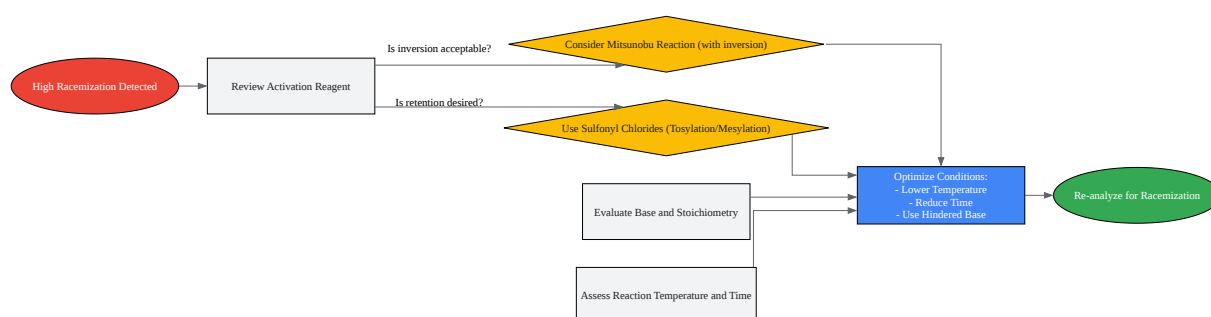 High Racemization Detected
Review Activation Reagent
Is inversion acceptable?
Consider Mitsunobu Reaction (with inversion)
Is retention desired?
Use Sulfonyl Chlorides (Tosylation/Mesylation)
Evaluate Base and Stoichiometry
Assess Reaction Temperature and Time
Optimize Conditions:
- Lower Temperature
- Reduce Time
- Use Hindered Base
Re-analyze for Racemization